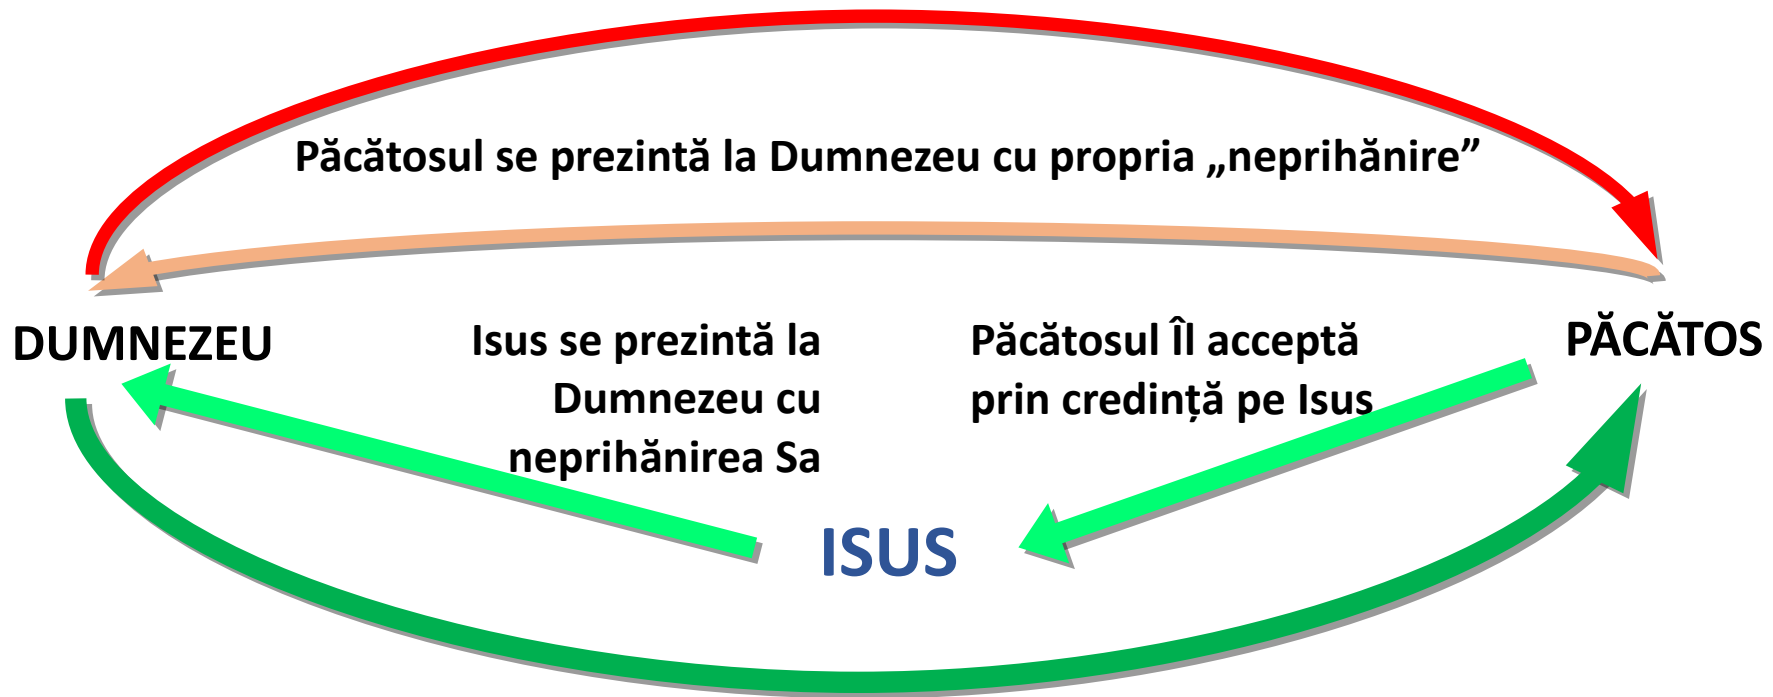 Păcătosul se prezintă la Dumnezeu cu propria „neprihănire”
DUMNEZEU
Isus se prezintă la
Dumnezeu cu
neprihănirea Sa
Păcătosul Îl acceptă
prin credință pe Isus
PĂCĂTOS
ISUS